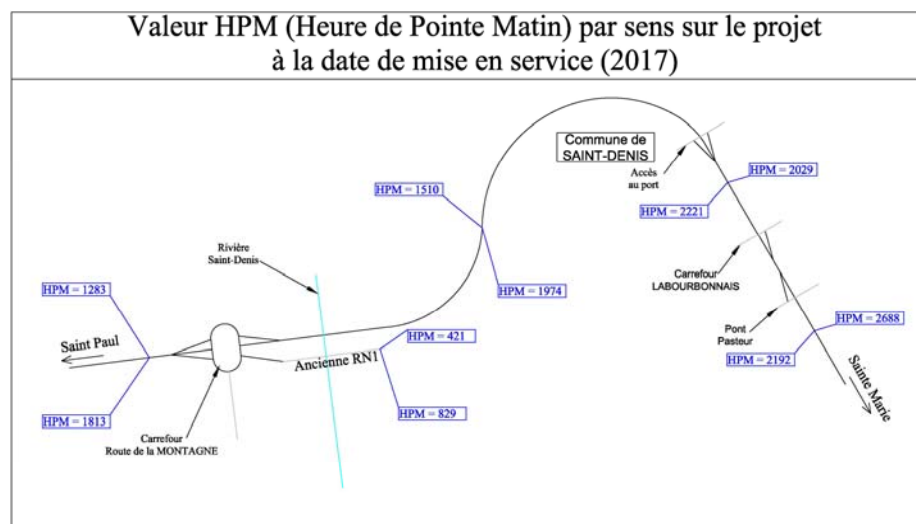 Valeur HPM (Heure de Pointe Matin) par sens sur le projet
à la date de mise en service (2017)
Commune de
SAINT-DENIS
Accès
au port
HPM = 2029
HPM = 2221
HPM = 1510
Rivière
Saint-Denis
Carrefour
LABOURBONNAIS
HPM = 1283
HPM = 1974
HPM = 2688
Pont
Pasteur
HPM = 2192
Saint Paul
HPM = 421
Ancienne RN1
Sainte Marie
HPM = 1813
HPM = 829
Carrefour
Route de la MONTAGNE